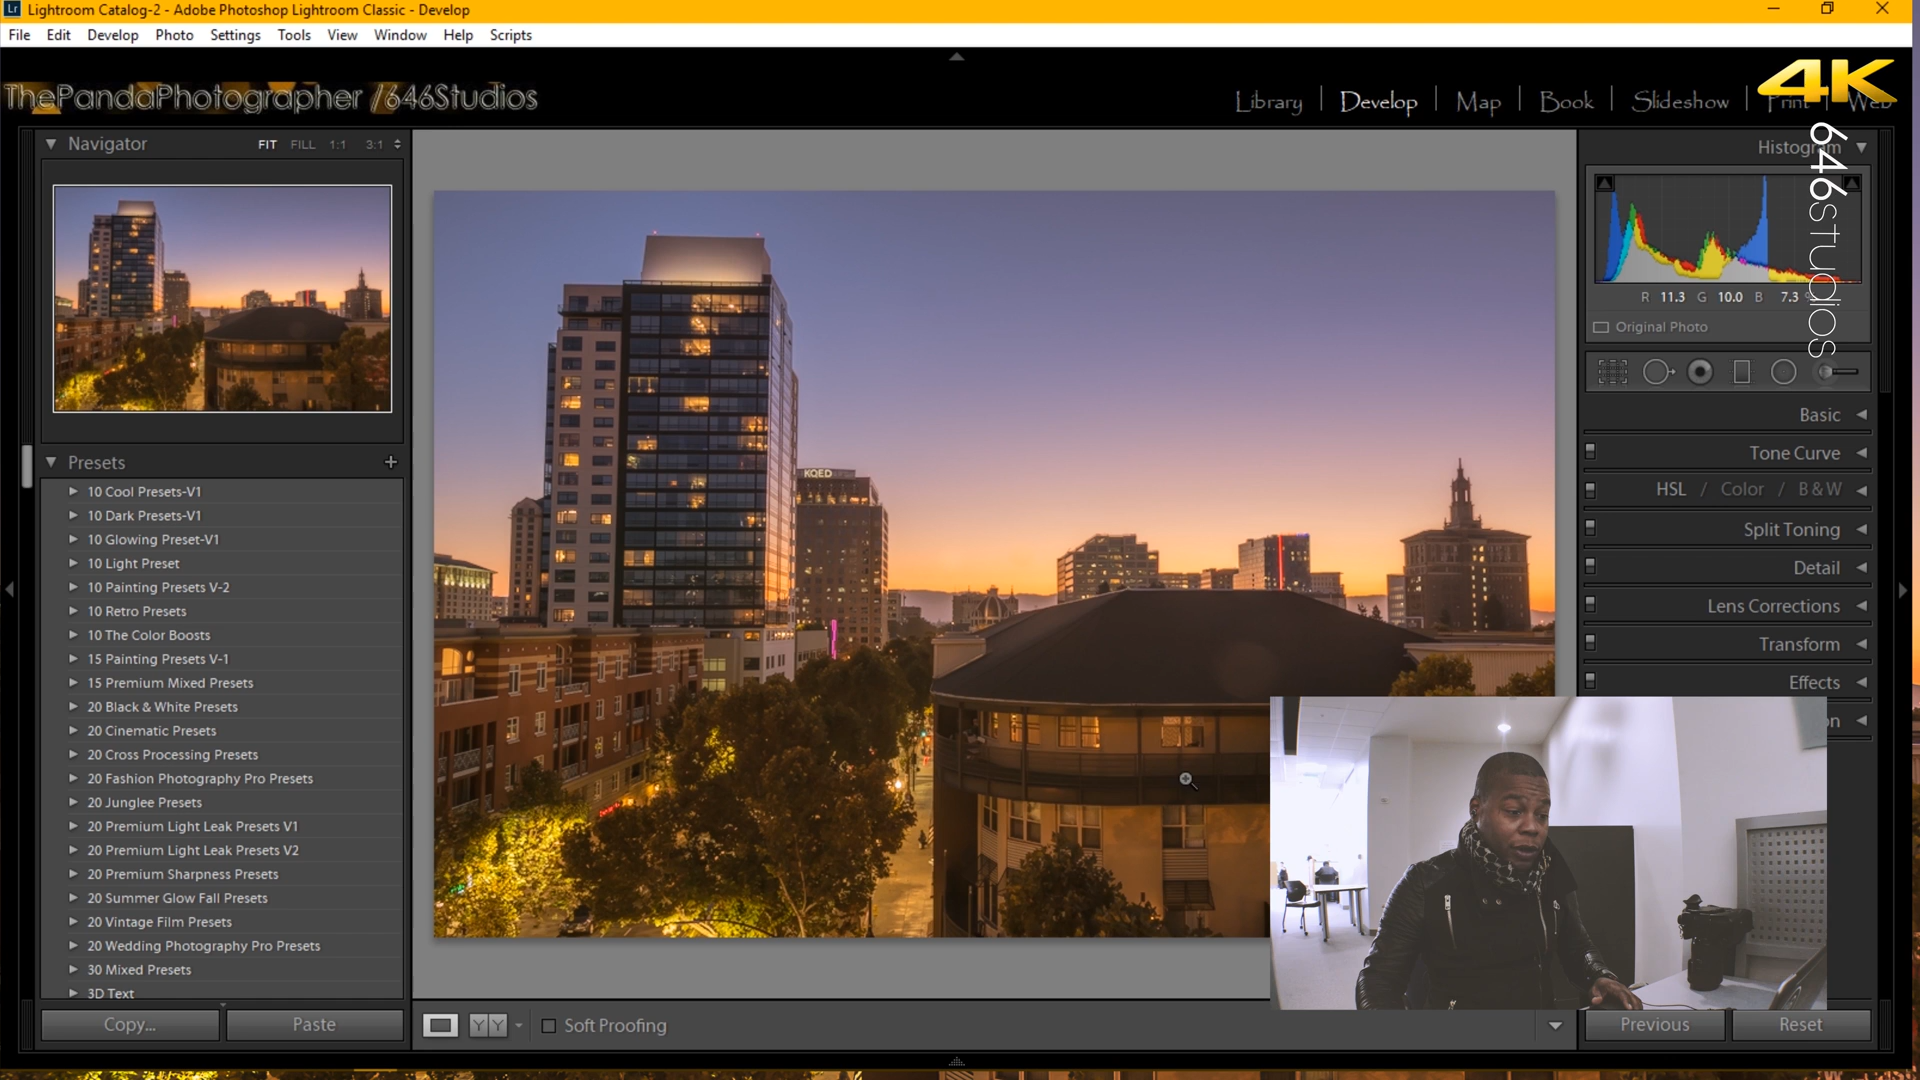 Lr Lightroom Catalog-2 - Adobe Photoshop Lightroom Classic - Develop
File Edit Develop Photo Settings Tools View Window Help Scripts
ThePandaPhotographer /646Studios
Library | Develop | Map | Book | Slideshow | Print | Web
4K
646STUdIOS
Navigator FIT FILL 1:1 3:1
Presets +
10 Cool Presets-V1
10 Dark Presets-V1
10 Glowing Preset-V1
10 Light Preset
10 Painting Presets V-2
10 Retro Presets
10 The Color Boosts
15 Painting Presets V-1
15 Premium Mixed Presets
20 Black & White Presets
20 Cinematic Presets
20 Cross Processing Presets
20 Fashion Photography Pro Presets
20 Junglee Presets
20 Premium Light Leak Presets V1
20 Premium Light Leak Presets V2
20 Premium Sharpness Presets
20 Summer Glow Fall Presets
20 Vintage Film Presets
20 Wedding Photography Pro Presets
30 Mixed Presets
3D Text
Copy... Paste
KQED
YY Soft Proofing
Histogram
R 11.3 G 10.0 B 7.3 %
Original Photo
Basic
Tone Curve
HSL / Color / B & W
Split Toning
Detail
Lens Corrections
Transform
Effects
on
Previous Reset